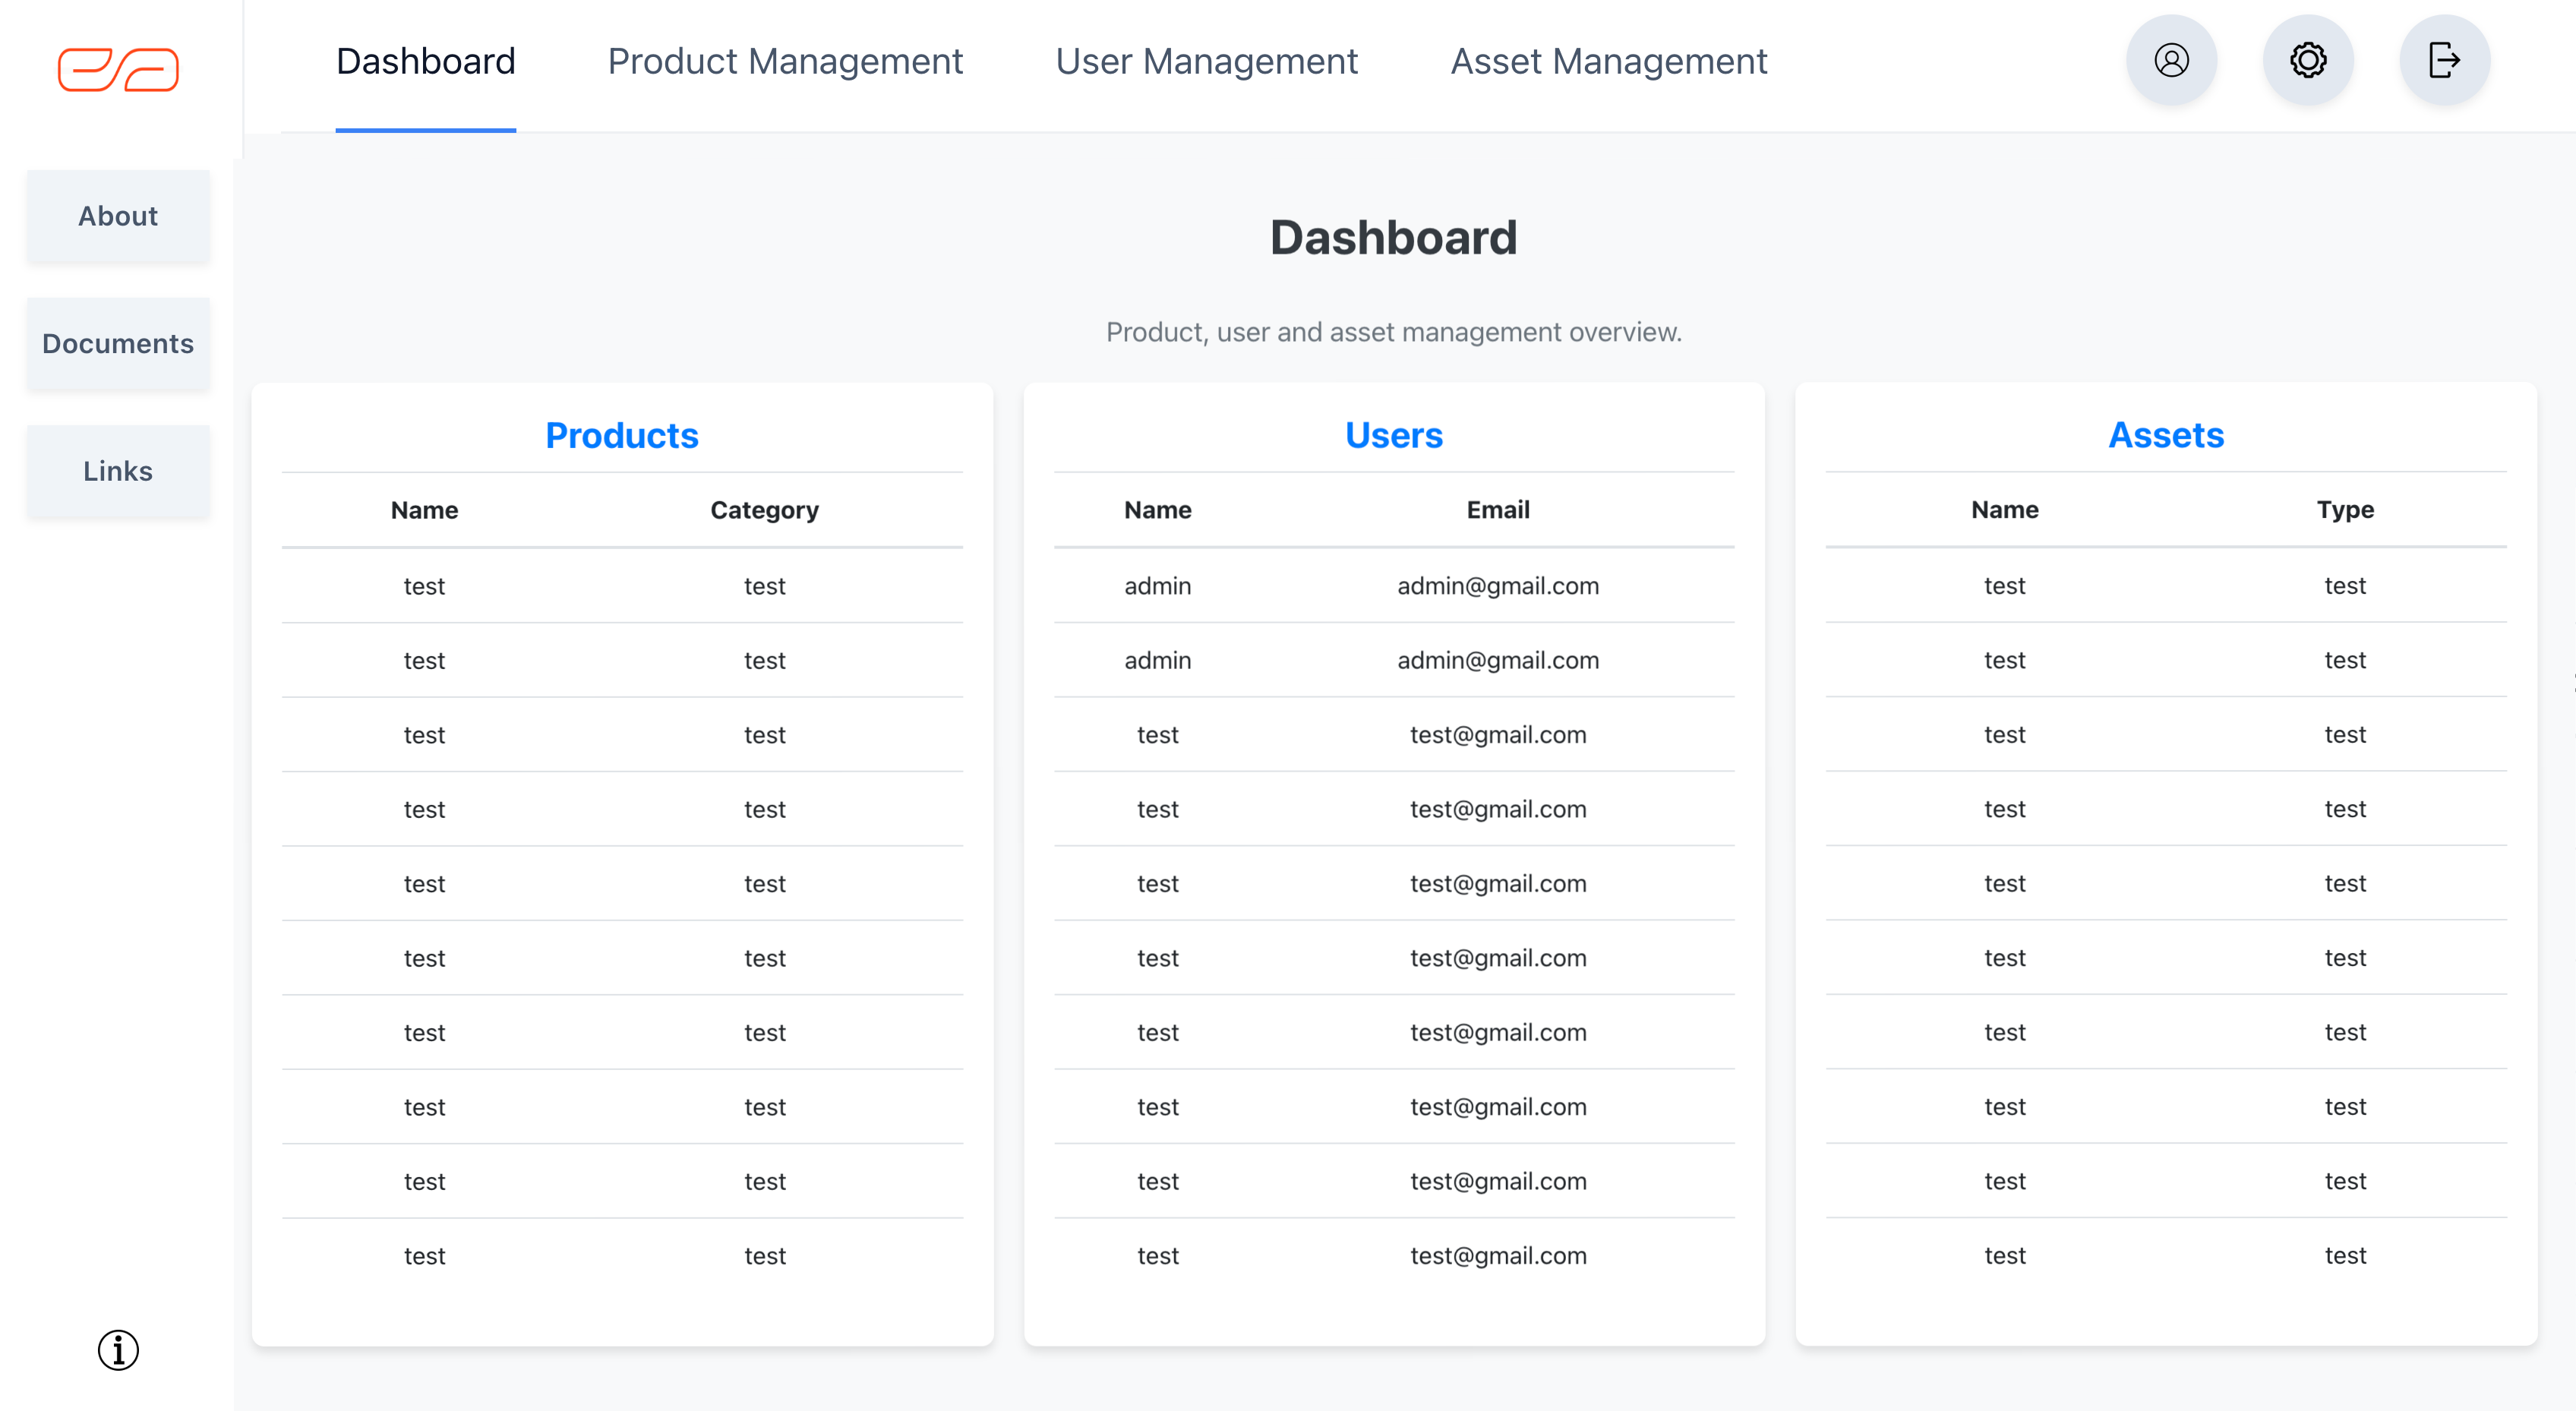 Dashboard Product Management User Management Asset Management
About
Documents
Links
Dashboard
Product, user and asset management overview.
Products
Name Category
test test
test test
test test
test test
test test
test test
test test
test test
test test
test test
Users
Name Email
admin admin@gmail.com
admin admin@gmail.com
test test@gmail.com
test test@gmail.com
test test@gmail.com
test test@gmail.com
test test@gmail.com
test test@gmail.com
test test@gmail.com
test test@gmail.com
Assets
Name Type
test test
test test
test test
test test
test test
test test
test test
test test
test test
test test